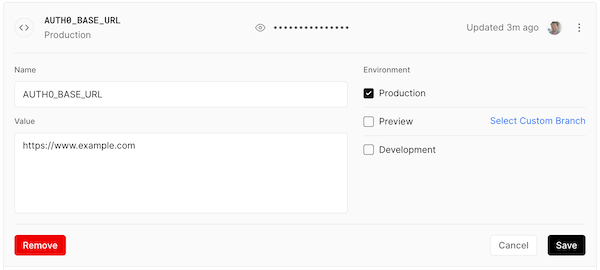 AUTH0_BASE_URL
Production
•••••••••••••••
Updated 3m ago
Name
AUTH0_BASE_URL
Value
https://www.example.com
Environment
Production
Preview
Select Custom Branch
Development
Remove
Cancel
Save